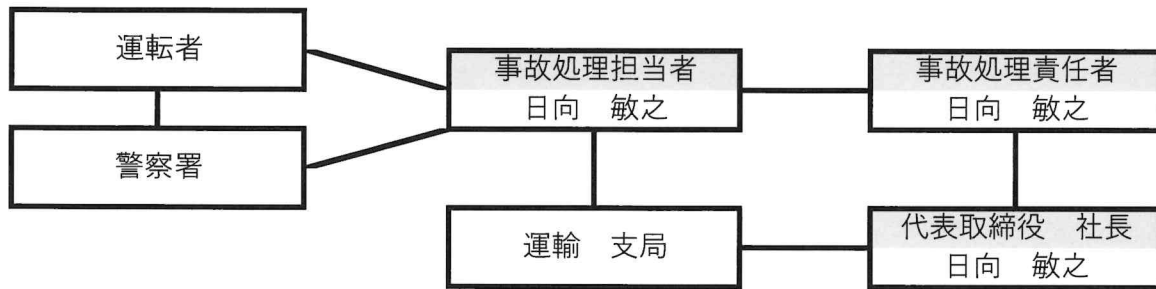 運転者
警察署
事故処理担当者
日向　敏之
運輸　支局
事故処理責任者
日向　敏之
代表取締役　社長
日向　敏之